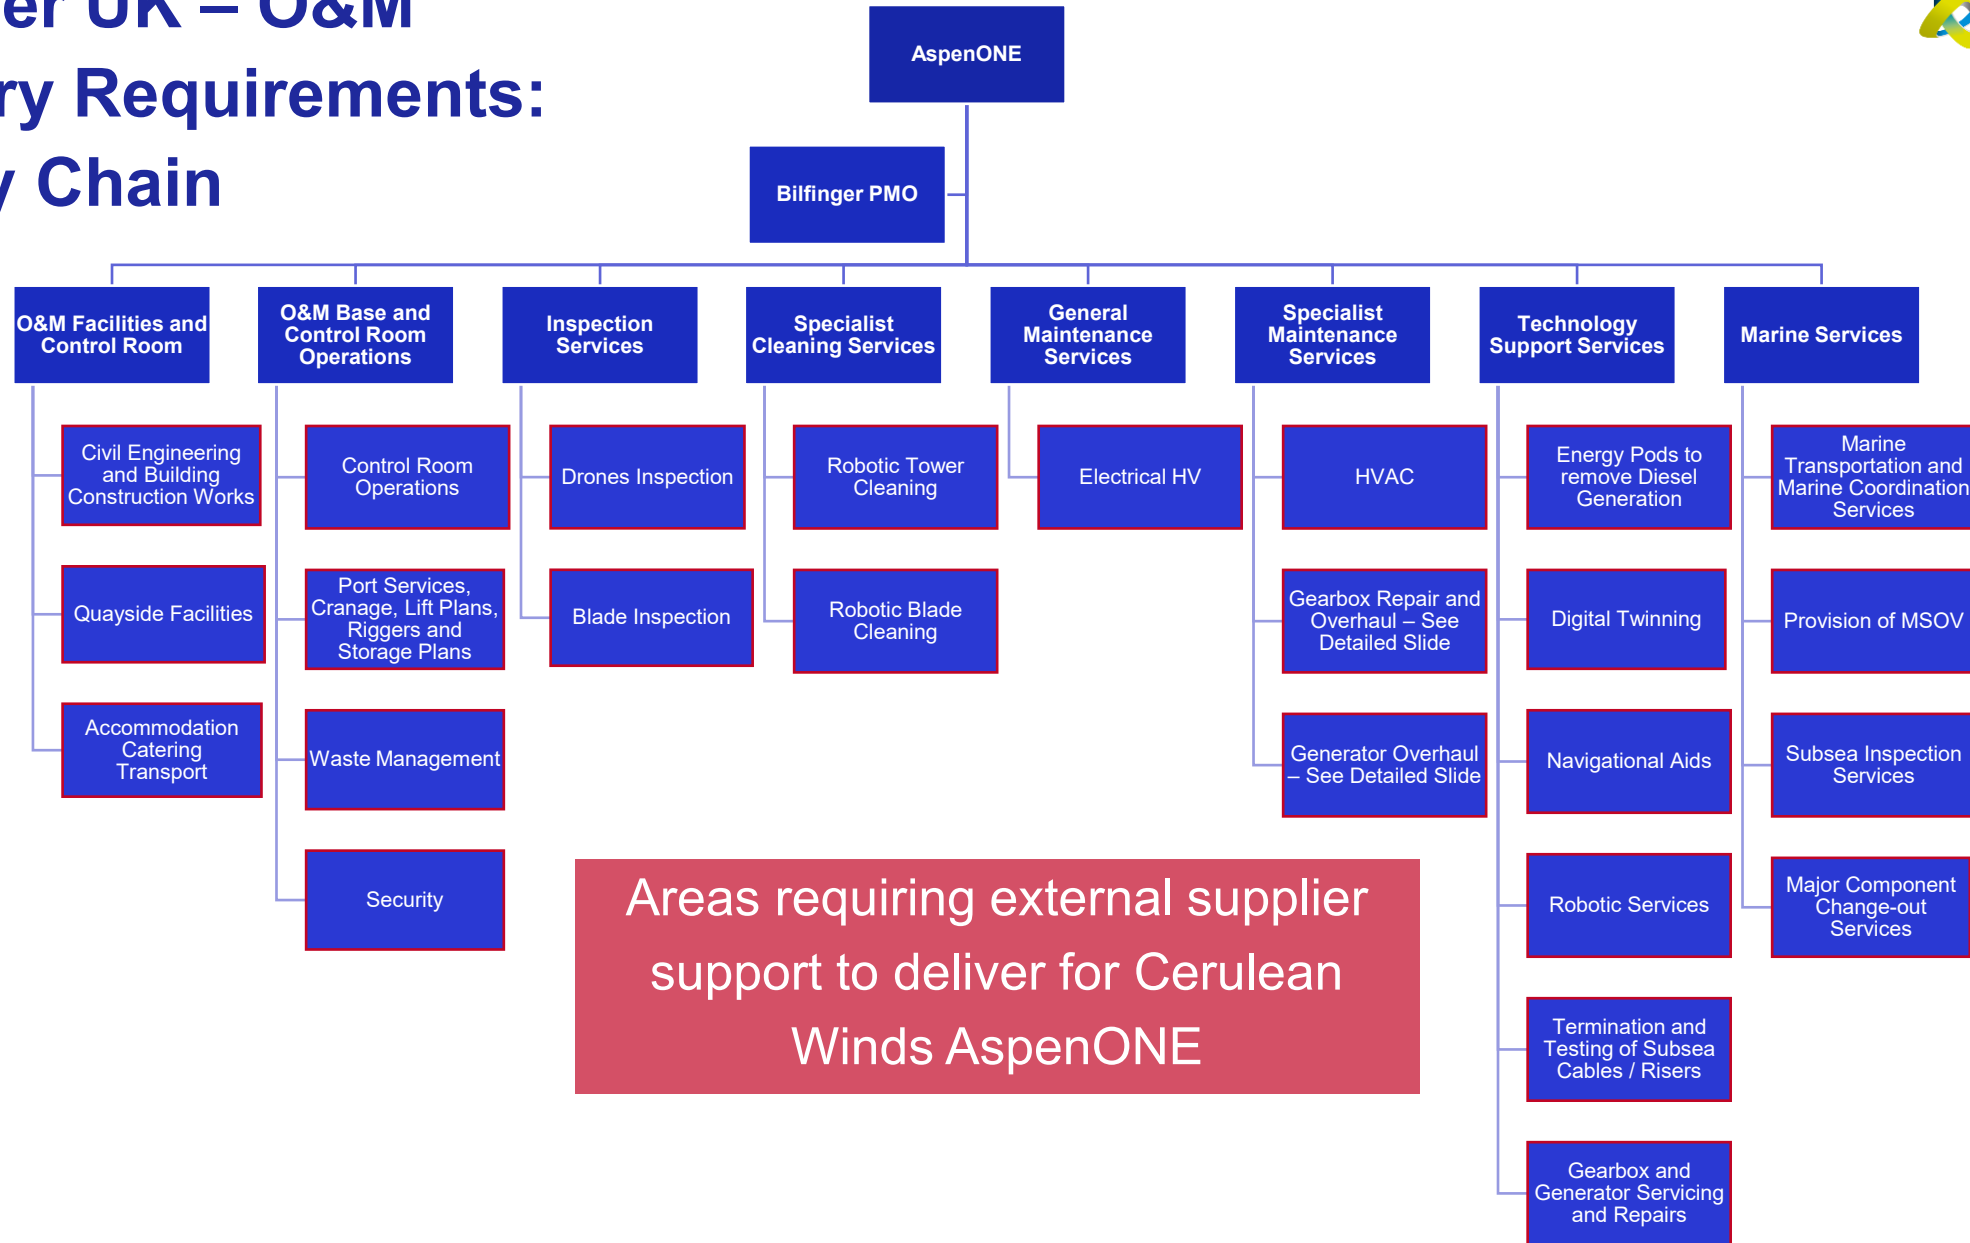 er UK – O&M
ry Requirements:
y Chain
AspenONE
Bilfinger PMO
O&M Facilities and
Control Room
O&M Base and
Control Room
Operations
Inspection
Services
Specialist
Cleaning Services
General
Maintenance
Services
Specialist
Maintenance
Services
Technology
Support Services
Marine Services
Civil Engineering
and Building
Construction Works
Quayside Facilities
Accommodation
Catering
Transport
Control Room
Operations
Port Services,
Cranage, Lift Plans,
Riggers and
Storage Plans
Waste Management
Security
Drones Inspection
Blade Inspection
Robotic Tower
Cleaning
Robotic Blade
Cleaning
Electrical HV
HVAC
Gearbox Repair and
Overhaul – See
Detailed Slide
Generator Overhaul
– See Detailed Slide
Energy Pods to
remove Diesel
Generation
Digital Twinning
Navigational Aids
Robotic Services
Termination and
Testing of Subsea
Cables / Risers
Gearbox and
Generator Servicing
and Repairs
Marine
Transportation and
Marine Coordination
Services
Provision of MSOV
Subsea Inspection
Services
Major Component
Change-out
Services
Areas requiring external supplier
support to deliver for Cerulean
Winds AspenONE